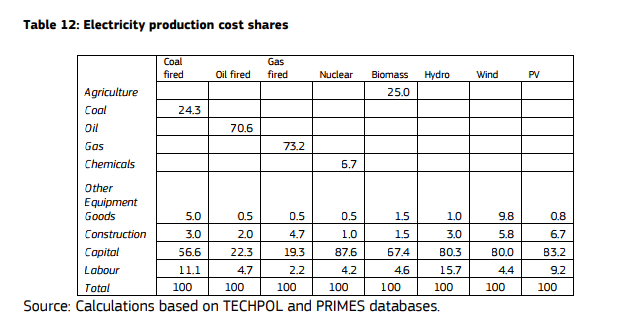 Table 12: Electricity production cost shares
Coal fired Oil fired Gas fired Nuclear Biomass Hydro Wind PV
Agriculture 25.0
Coal 24.3
Oil 70.6
Gas 73.2
Chemicals 6.7
Other
Equipment
Goods 5.0 0.5 0.5 0.5 1.5 1.0 9.8 0.8
Construction 3.0 2.0 4.7 1.0 1.5 3.0 5.8 6.7
Capital 56.6 22.3 19.3 87.6 67.4 80.3 80.0 83.2
Labour 11.1 4.7 2.2 4.2 4.6 15.7 4.4 9.2
Total 100 100 100 100 100 100 100 100
Source: Calculations based on TECHPOL and PRIMES databases.